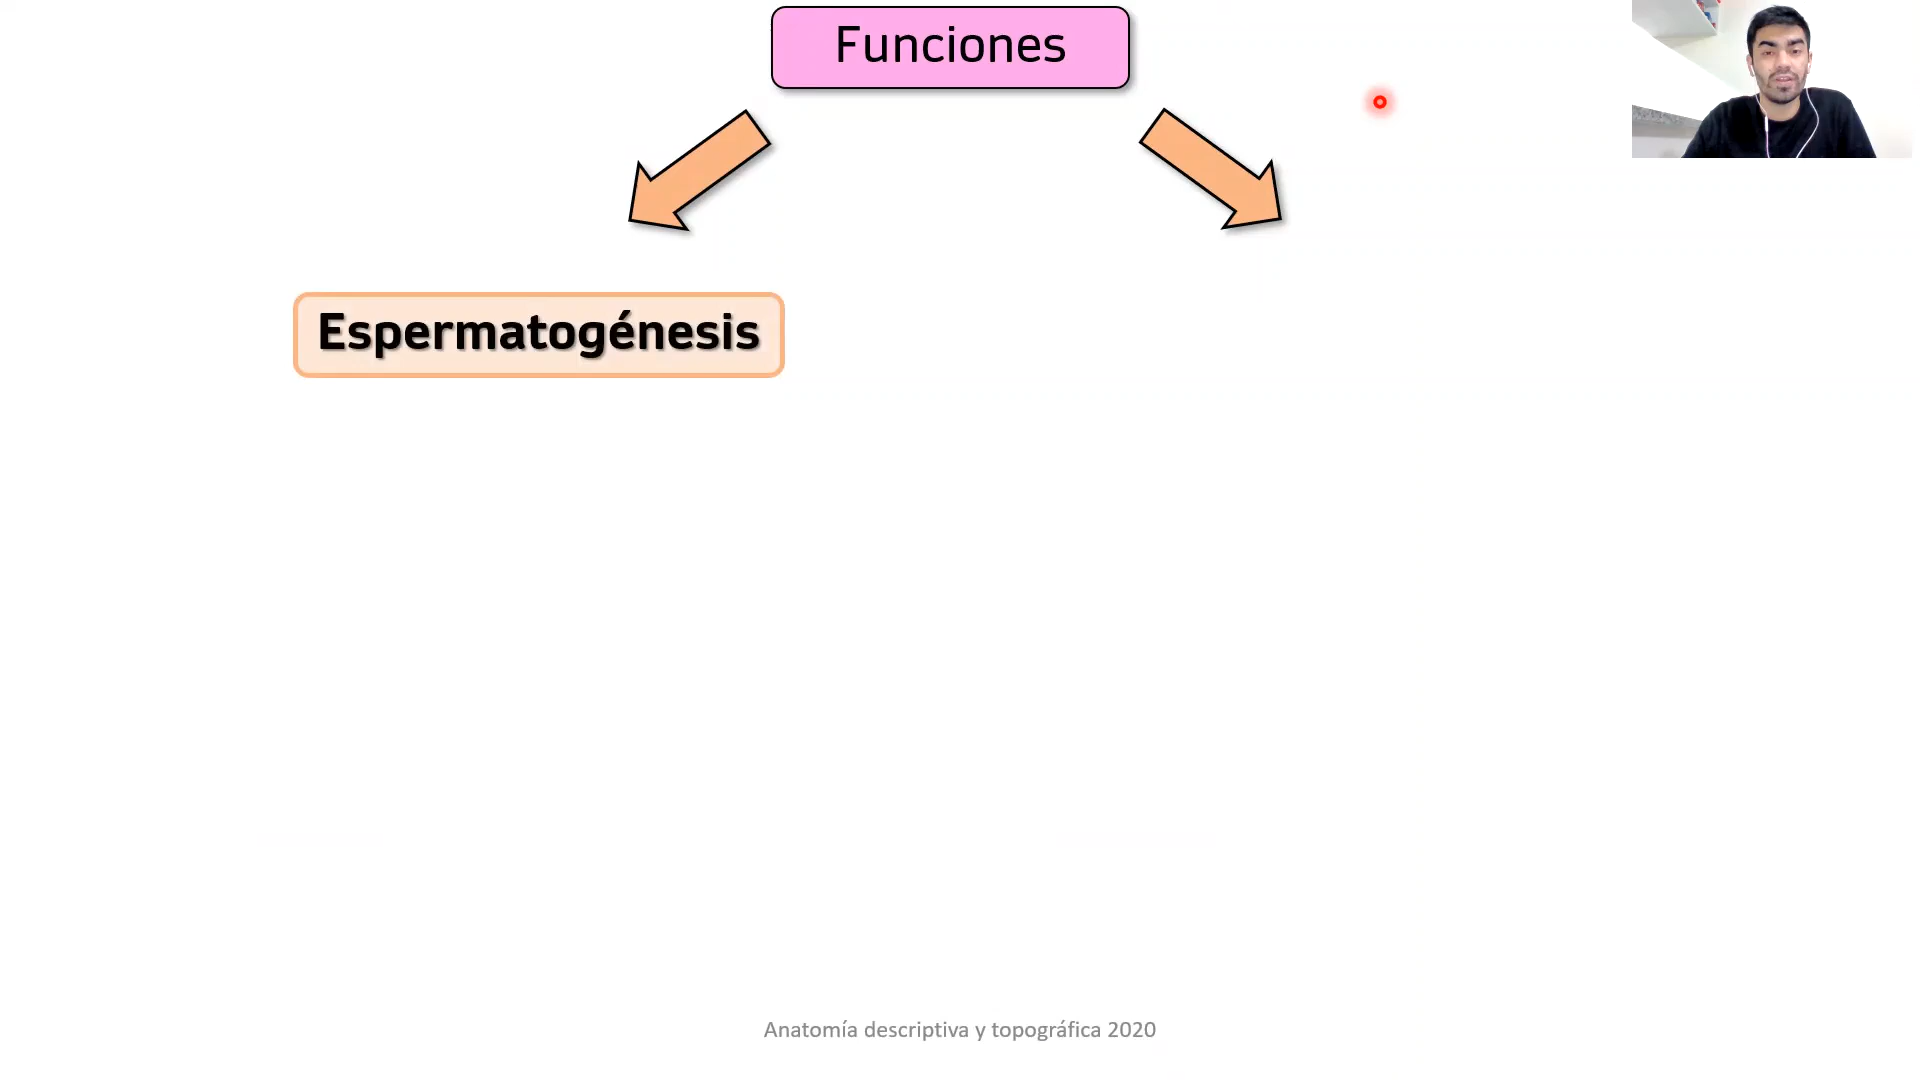 Funciones
Espermatogénesis
Anatomía descriptiva y topográfica 2020